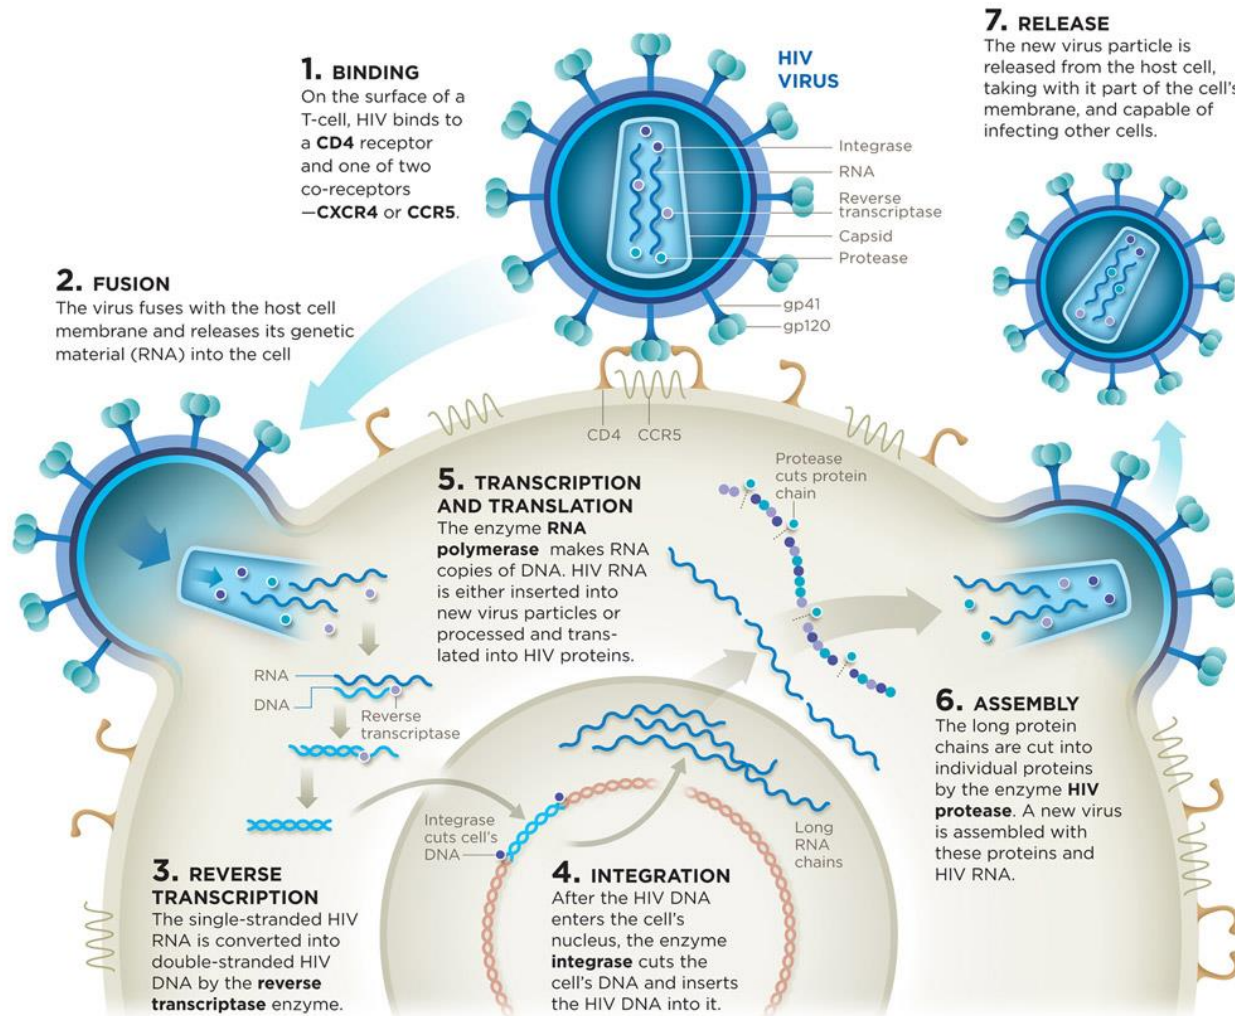 1. BINDING
On the surface of a
T-cell, HIV binds to
a CD4 receptor
and one of two
co-receptors
—CXCR4 or CCR5.
HIV
VIRUS
Integrase
RNA
Reverse
transcriptase
Capsid
Protease
gp41
gp120
7. RELEASE
The new virus particle is
released from the host cell,
taking with it part of the cell's
membrane, and capable of
infecting other cells.
2. FUSION
The virus fuses with the host cell
membrane and releases its genetic
material (RNA) into the cell
CD4
CCR5
5. TRANSCRIPTION
AND TRANSLATION
The enzyme RNA
polymerase makes RNA
copies of DNA. HIV RNA
is either inserted into
new virus particles or
processed and trans-
lated into HIV proteins.
Protease
cuts protein
chain
RNA
DNA
Reverse
transcriptase
6. ASSEMBLY
The long protein
chains are cut into
individual proteins
by the enzyme HIV
protease. A new virus
is assembled with
these proteins and
HIV RNA.
Integrase
cuts cell's
DNA
Long
RNA
chains
3. REVERSE
TRANSCRIPTION
The single-stranded HIV
RNA is converted into
double-stranded HIV
DNA by the reverse
transcriptase enzyme.
4. INTEGRATION
After the HIV DNA
enters the cell's
nucleus, the enzyme
integrase cuts the
cell's DNA and inserts
the HIV DNA into it.